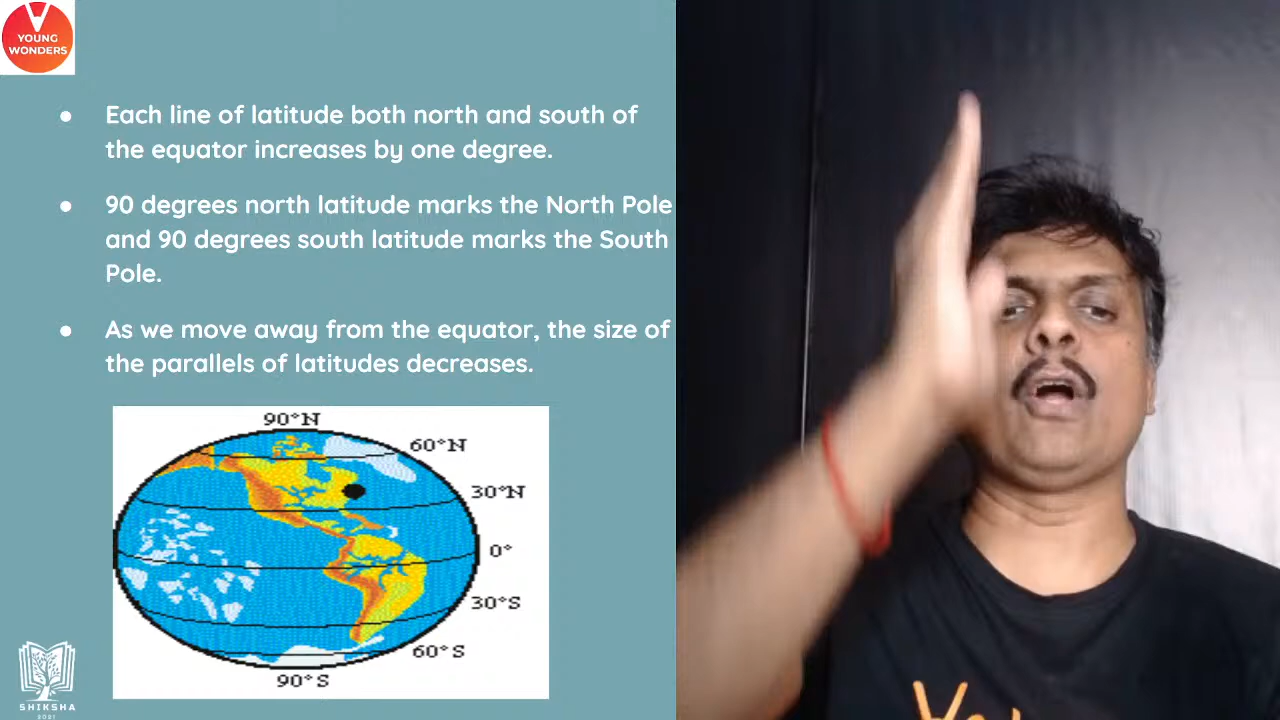 YOUNG
WONDERS
Each line of latitude both north and south of
the equator increases by one degree.
90 degrees north latitude marks the North Pole
and 90 degrees south latitude marks the South
Pole.
As we move away from the equator, the size of
the parallels of latitudes decreases.
90°N
60°N
30°N
0°
30°S
60°S
90°S
SHIKSHA
2021